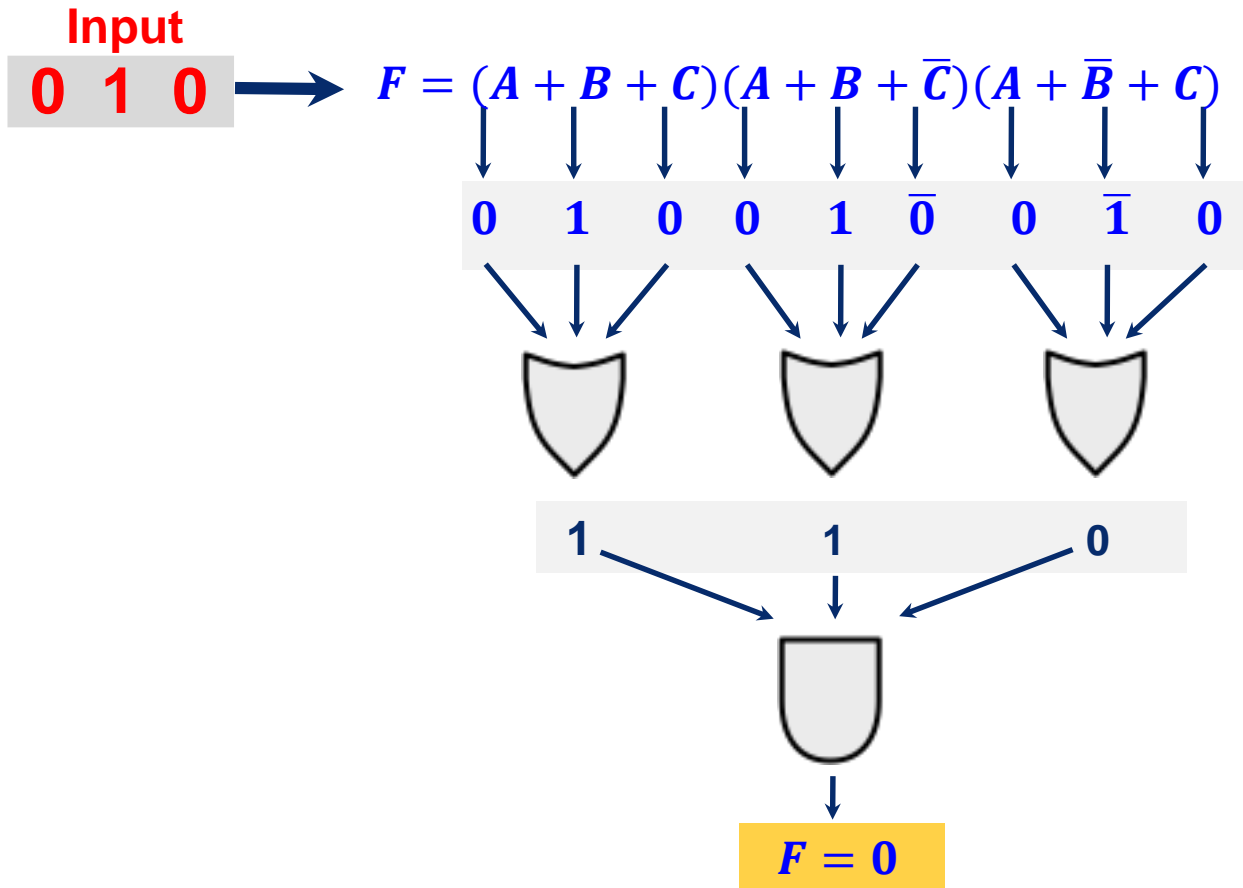 Input
0 1 0
F = (A + B + C)(A + B + C̅)(A + B̅ + C)
0 1 0 0 1 0̅ 0 1̅ 0
1 1 0
F = 0